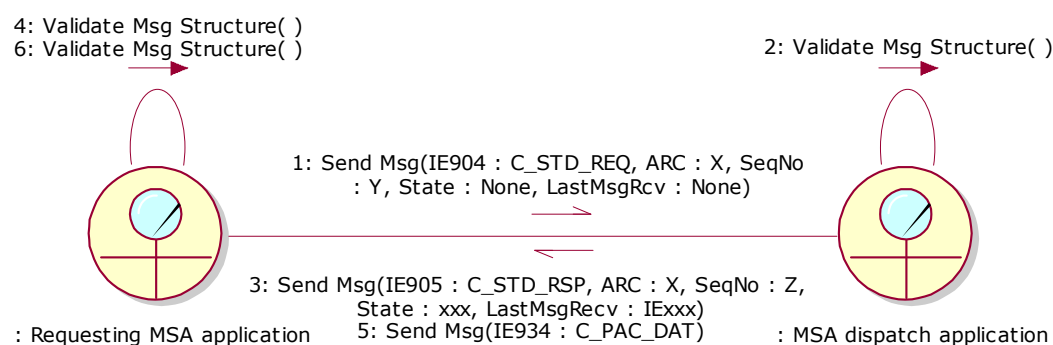 4: Validate Msg Structure( )
6: Validate Msg Structure( )
2: Validate Msg Structure( )
1: Send Msg(IE904 : C_STD_REQ, ARC : X, SeqNo
: Y, State : None, LastMsgRcv : None)
3: Send Msg(IE905 : C_STD_RSP, ARC : X, SeqNo : Z,
State : xxx, LastMsgRecv : IExxx)
5: Send Msg(IE934 : C_PAC_DAT)
: Requesting MSA application
: MSA dispatch application